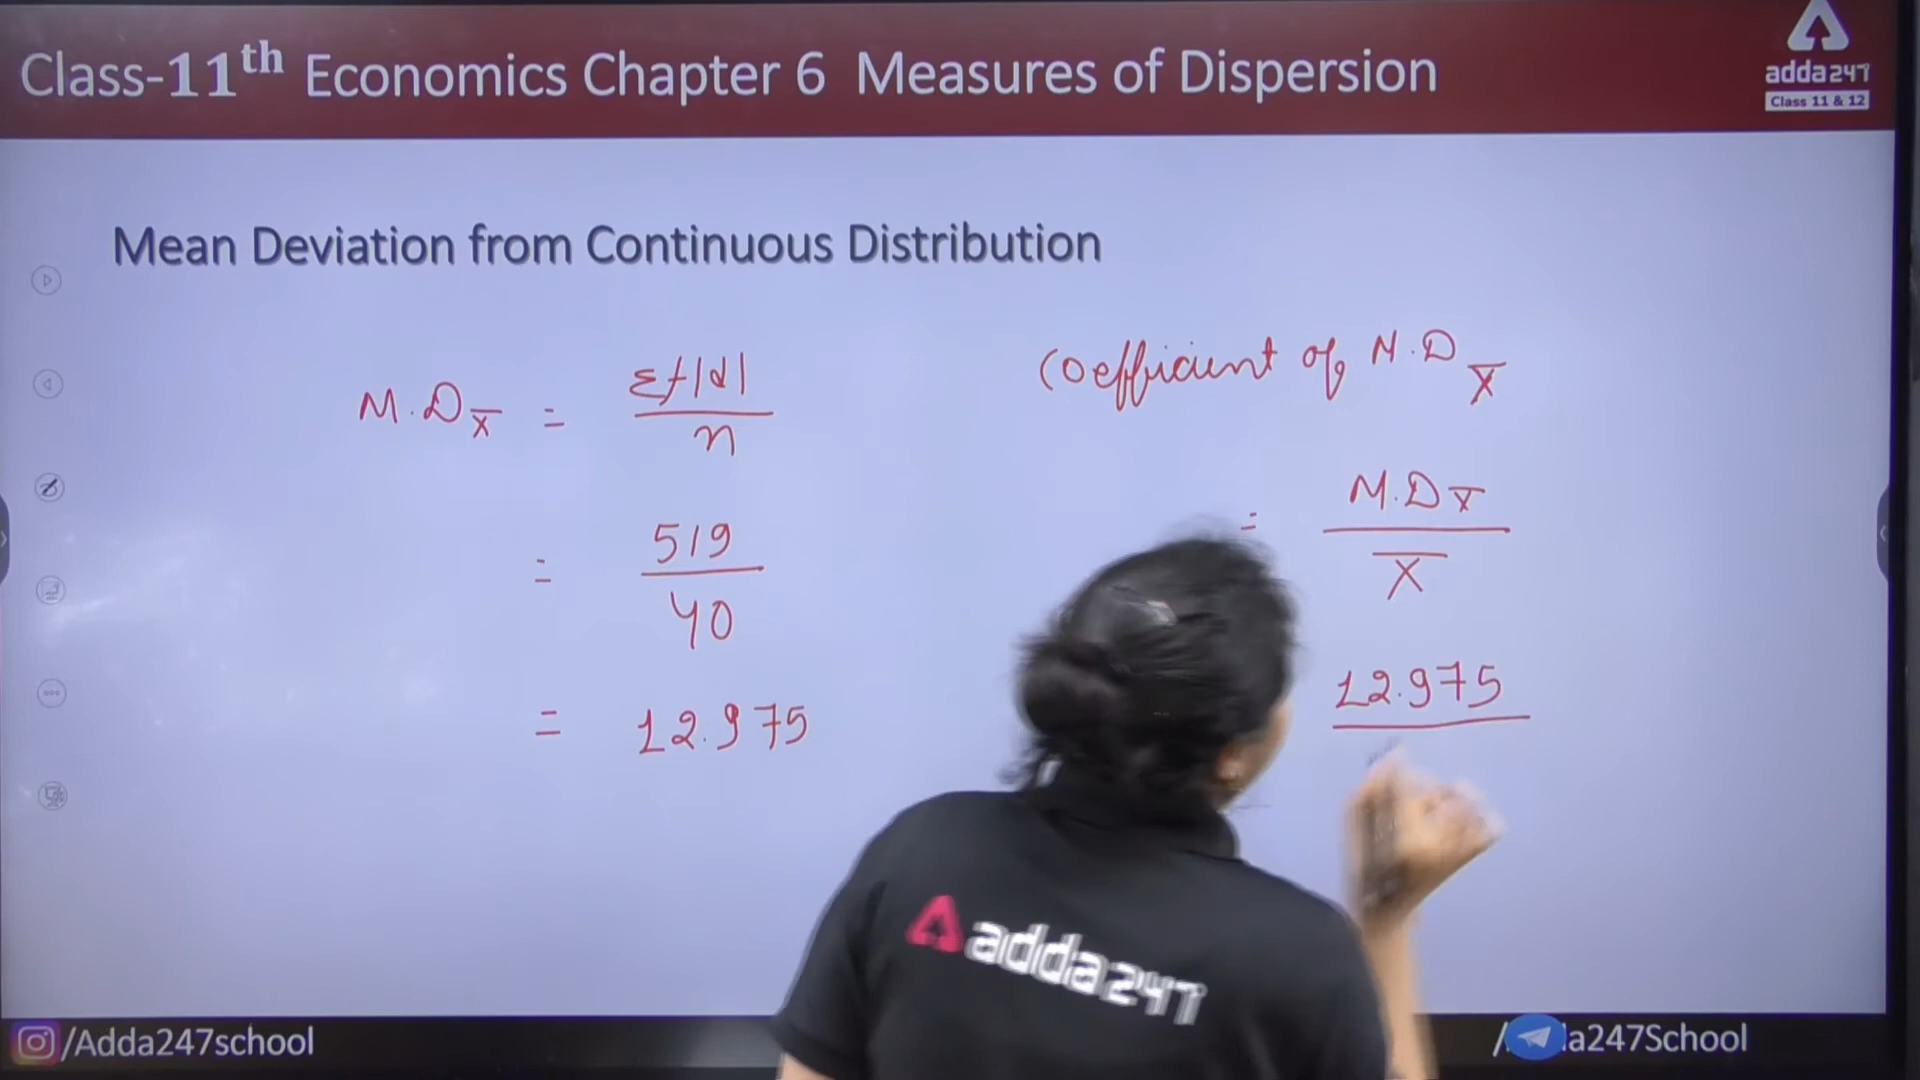 Class-11th Economics Chapter 6 Measures of Dispersion
adda247
Class 11 & 12
Mean Deviation from Continuous Distribution
M.D X̅ = Σf|d| / n
= 519 / 40
= 12.975
Coefficient of M.D X̅
= M.D X̅ / X̅
12.975
adda247
/Adda247school
a247School